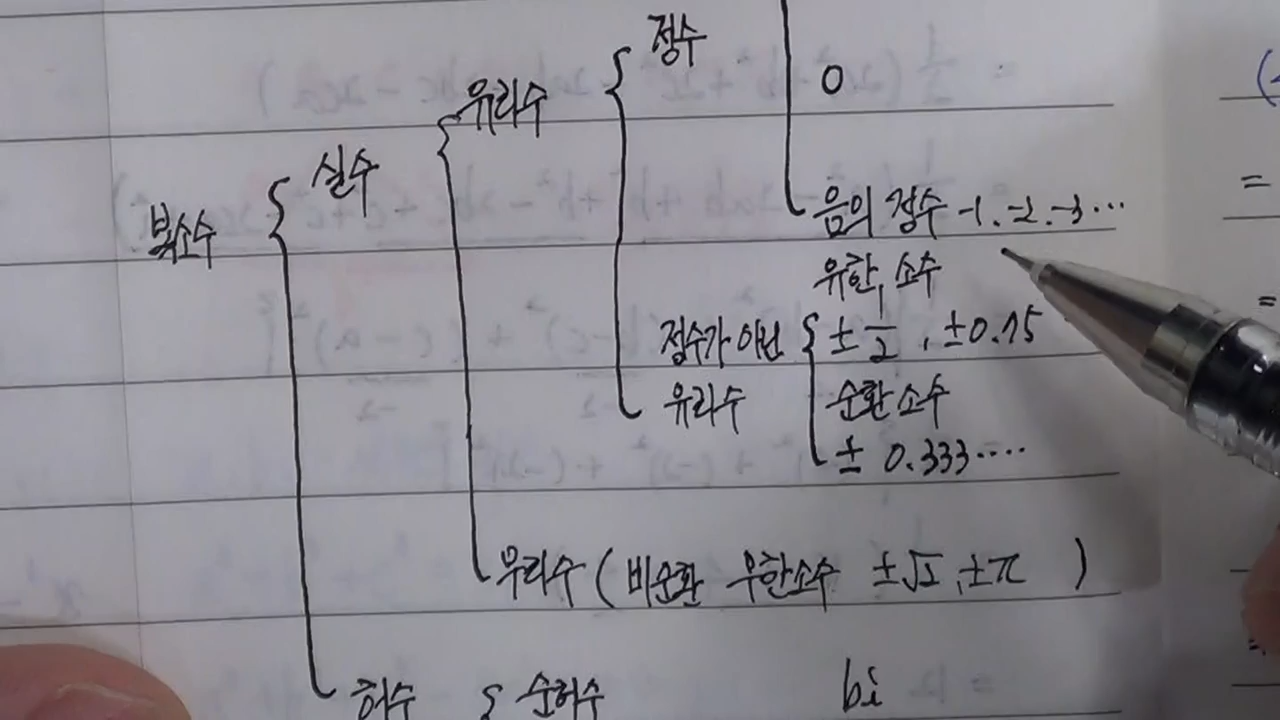 정수
0
유리수
실수
복소수
음의 정수 -1. -2. -3 ···
유한, 소수
정수가 아닌
유리수
± 1/2 , ±0.75
순환소수
± 0.333····
무리수 ( 비순환 무한소수 ±√2 , ±π )
허수 { 순허수 bi